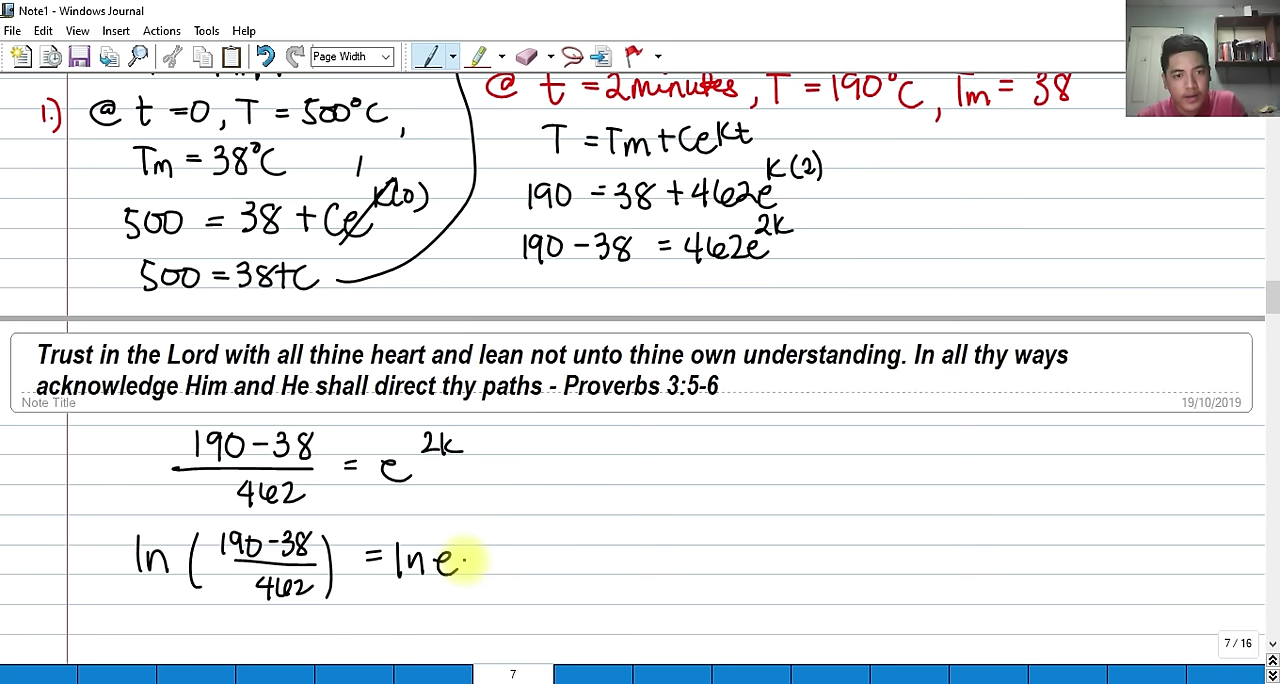 Note1 - Windows Journal
File Edit View Insert Actions Tools Help
Page Width
1.) @ t =0, T = 500°C,
Tm = 38°C
500 = 38 + Ce^K(0)
500 = 38+C
@ t = 2 minutes, T = 190°C, Tm = 38
T = Tm + Ce^Kt
190 = 38 + 462e^K(2)
190 - 38 = 462e^2K
Trust in the Lord with all thine heart and lean not unto thine own understanding. In all thy ways
acknowledge Him and He shall direct thy paths - Proverbs 3:5-6
Note Title
19/10/2019
190 - 38
= e^2K
462
ln ( 190 - 38 / 462 ) = ln e
7 / 16
7